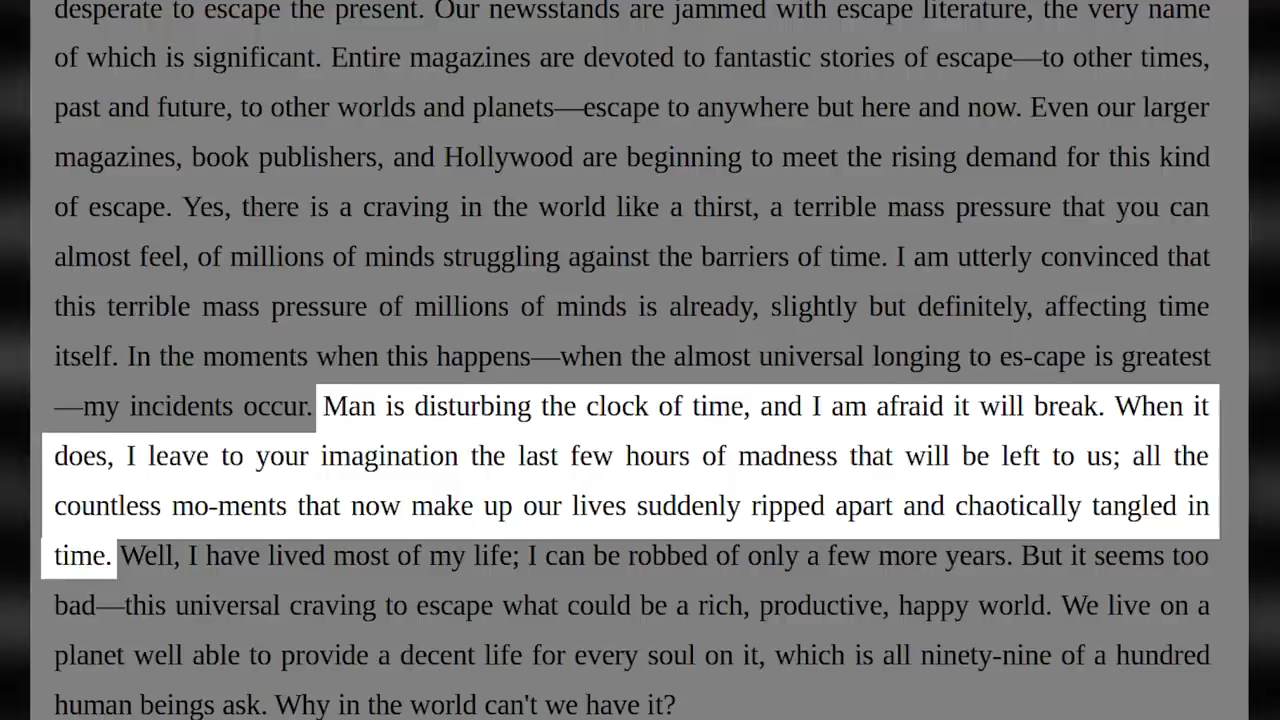 desperate to escape the present. Our newsstands are jammed with escape literature, the very name
of which is significant. Entire magazines are devoted to fantastic stories of escape—to other times,
past and future, to other worlds and planets—escape to anywhere but here and now. Even our larger
magazines, book publishers, and Hollywood are beginning to meet the rising demand for this kind
of escape. Yes, there is a craving in the world like a thirst, a terrible mass pressure that you can
almost feel, of millions of minds struggling against the barriers of time. I am utterly convinced that
this terrible mass pressure of millions of minds is already, slightly but definitely, affecting time
itself. In the moments when this happens—when the almost universal longing to es-cape is greatest
—my incidents occur. Man is disturbing the clock of time, and I am afraid it will break. When it
does, I leave to your imagination the last few hours of madness that will be left to us; all the
countless mo-ments that now make up our lives suddenly ripped apart and chaotically tangled in
time. Well, I have lived most of my life; I can be robbed of only a few more years. But it seems too
bad—this universal craving to escape what could be a rich, productive, happy world. We live on a
planet well able to provide a decent life for every soul on it, which is all ninety-nine of a hundred
human beings ask. Why in the world can't we have it?